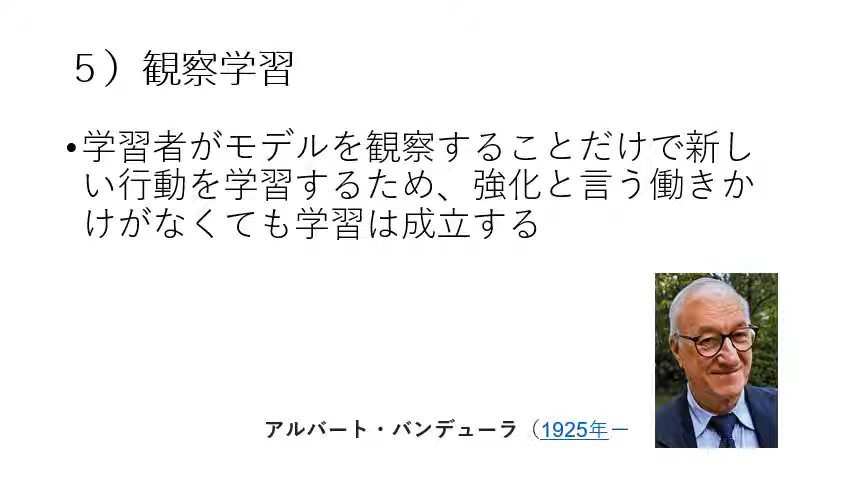 ５）観察学習
•学習者がモデルを観察することだけで新し
い行動を学習するため、強化と言う働きか
けがなくても学習は成立する
アルバート・バンデューラ（1925年ー